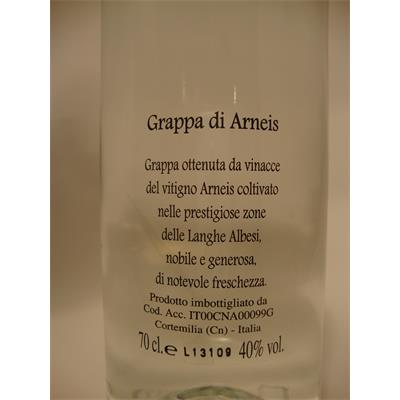 Grappa di Arneis
Grappa ottenuta da vinacce
del vitigno Arneis coltivato
nelle prestigiose zone
delle Langhe Albesi,
nobile e generosa,
di notevole freschezza.
Prodotto imbottigliato da
Cod. Acc. IT00CNA00099G
Cortemilia (Cn) - Italia
70 cl. e L13109 40% vol.